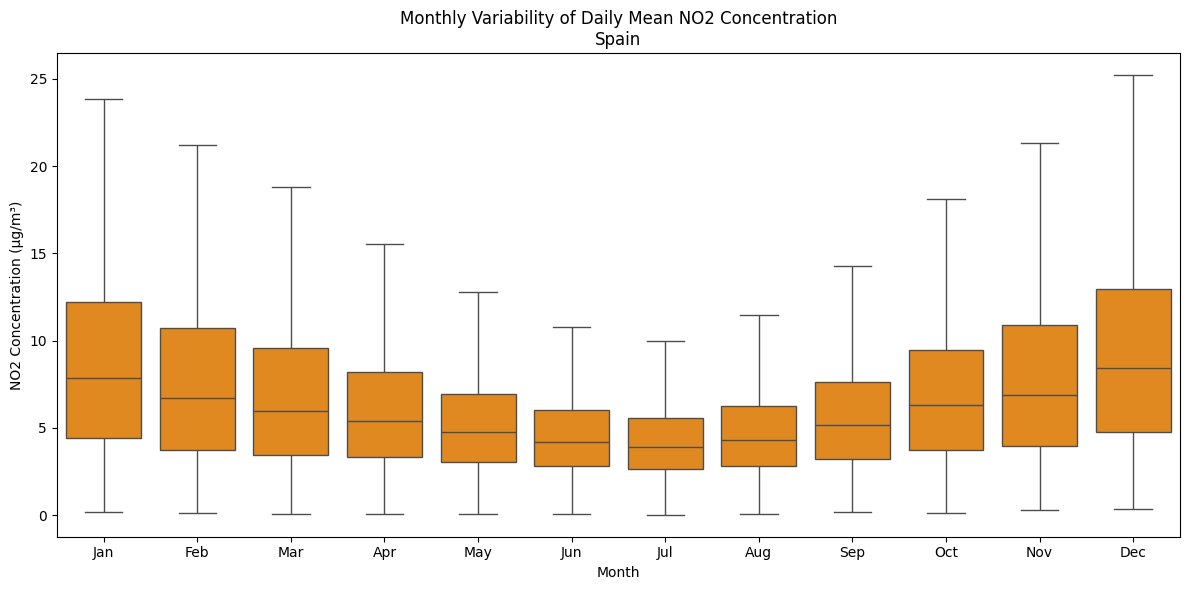 Monthly Variability of Daily Mean NO2 Concentration
Spain
NO2 Concentration (µg/m³)
25
20
15
10
5
0
Jan Feb Mar Apr May Jun Jul Aug Sep Oct Nov Dec
Month